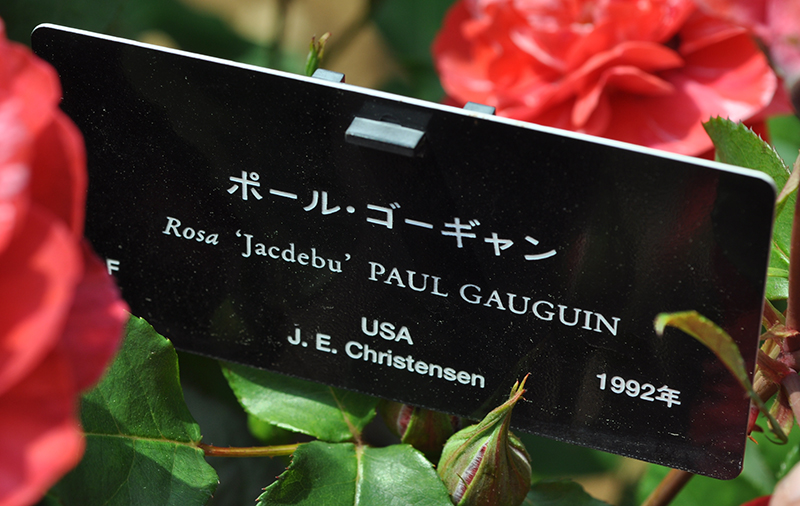 ポール・ゴーギャン
Rosa ‘Jacdebu’ PAUL GAUGUIN
F
USA
J. E. Christensen
1992年